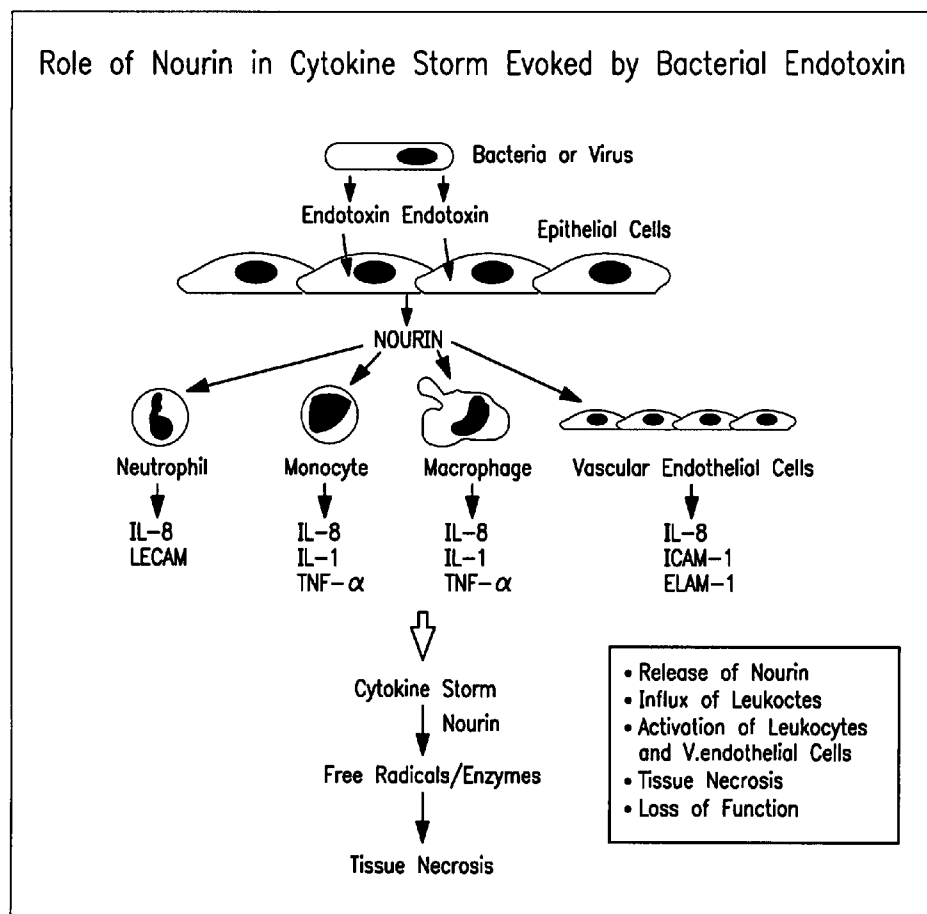 Role of Nourin in Cytokine Storm Evoked by Bacterial Endotoxin
Bacteria or Virus
Endotoxin Endotoxin
Epithelial Cells
NOURIN
Neutrophil
Monocyte
Macrophage
Vascular Endothelial Cells
IL-8
LECAM
IL-8
IL-1
TNF-α
IL-8
IL-1
TNF-α
IL-8
ICAM-1
ELAM-1
Cytokine Storm
Nourin
Free Radicals/Enzymes
Tissue Necrosis
• Release of Nourin
• Influx of Leukoctes
• Activation of Leukocytes
and V.endothelial Cells
• Tissue Necrosis
• Loss of Function